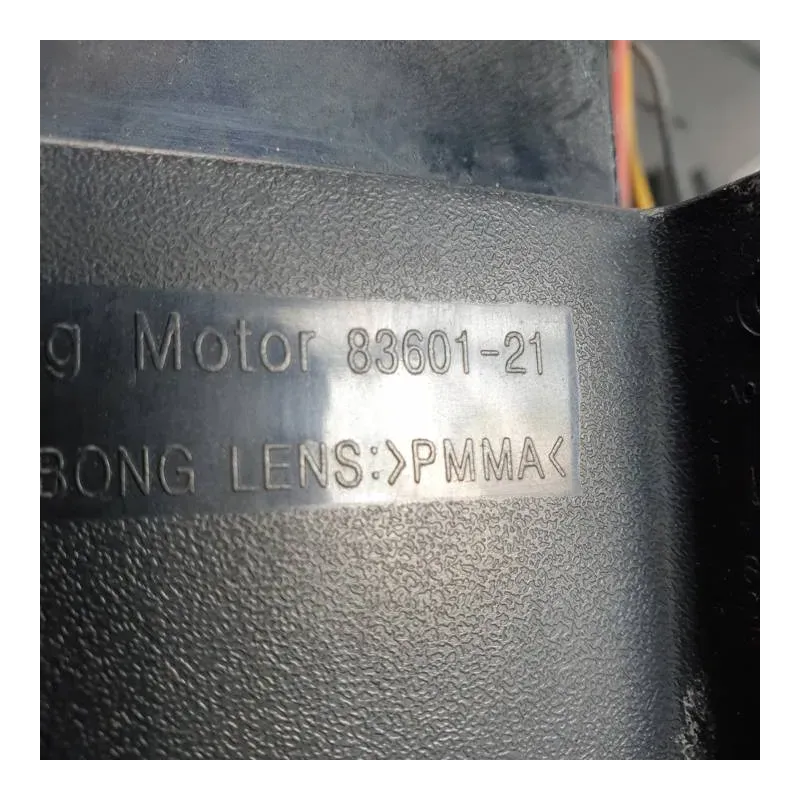 g Motor 83601-21
BONG LENS:>PMMA<